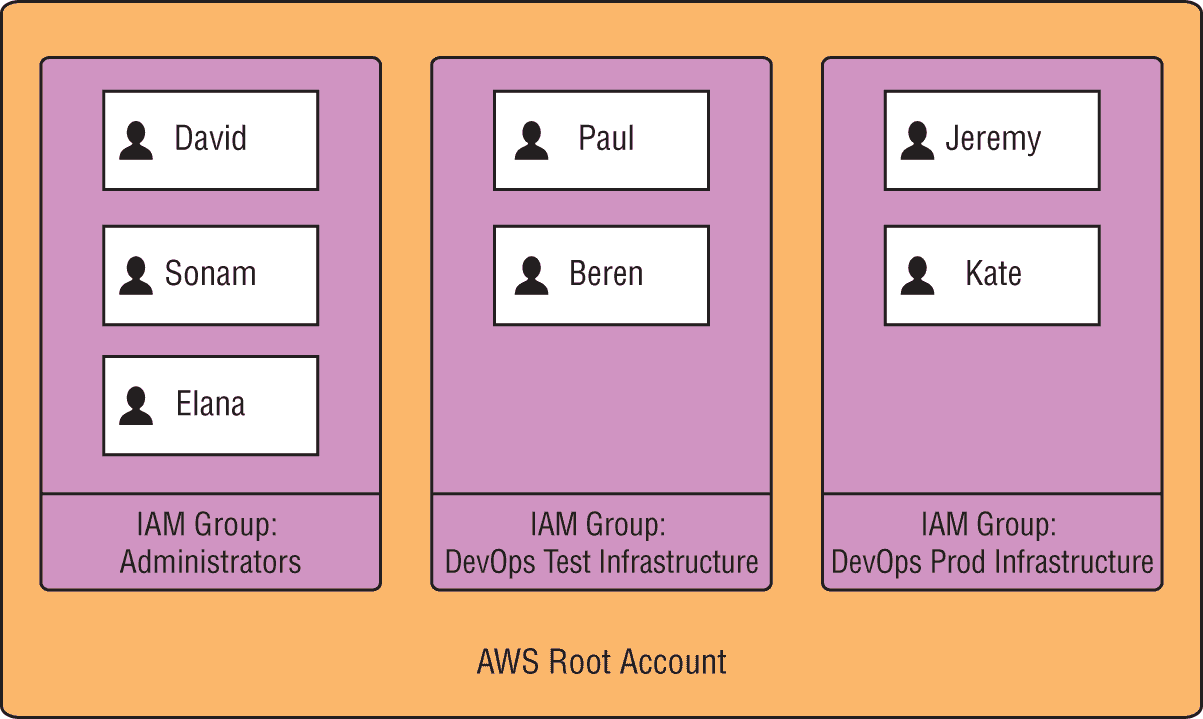 David
Sonam
Elana
IAM Group:
Administrators
Paul
Beren
IAM Group:
DevOps Test Infrastructure
Jeremy
Kate
IAM Group:
DevOps Prod Infrastructure
AWS Root Account